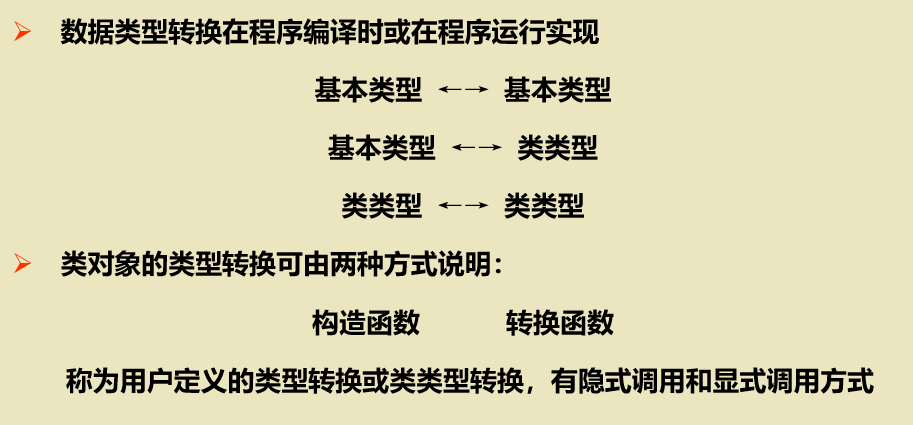 ➢ 数据类型转换在程序编译时或在程序运行实现
基本类型 ←→ 基本类型
基本类型 ←→ 类类型
类类型 ←→ 类类型
➢ 类对象的类型转换可由两种方式说明：
构造函数 转换函数
称为用户定义的类型转换或类类型转换，有隐式调用和显式调用方式